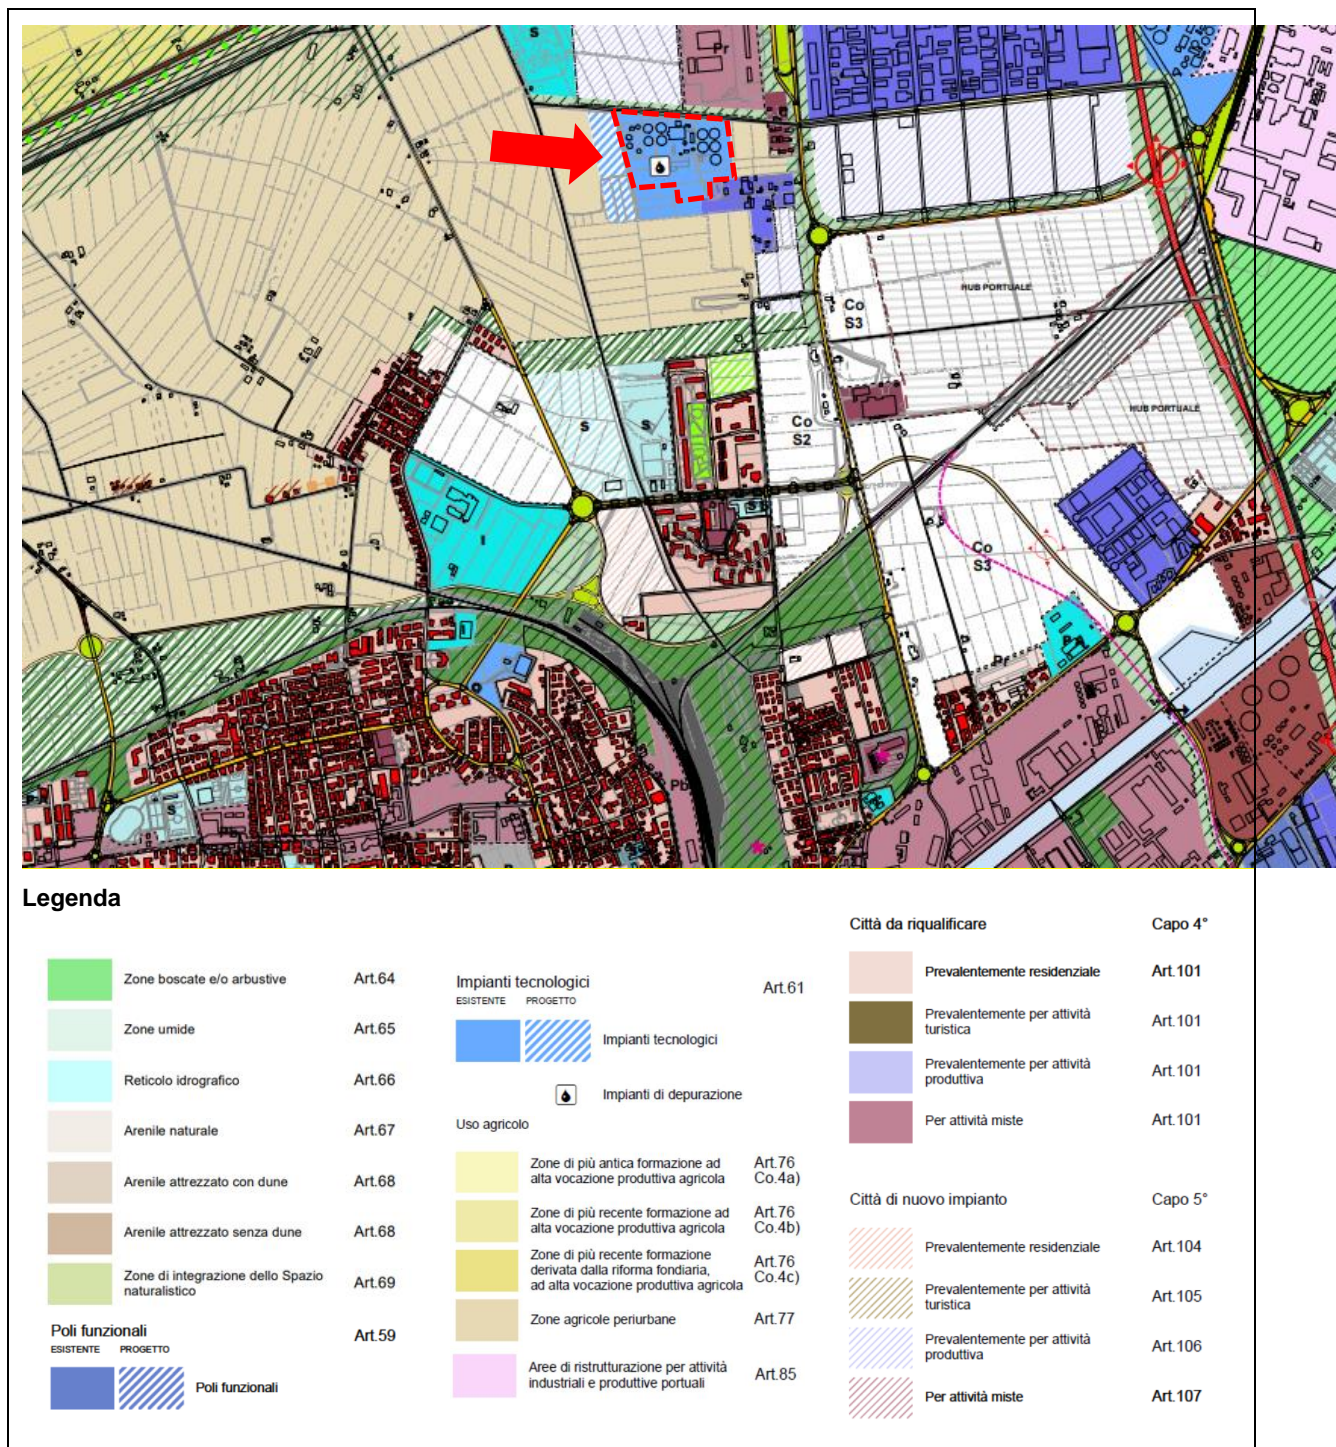 S
Pr
HUB PORTUALE
Co
S3
HUB PORTUALE
S
S
Co
S2
S
I
Co
S3
Pr
S
Pb
Legenda
Zone boscate e/o arbustive Art.64
Zone umide Art.65
Reticolo idrografico Art.66
Arenile naturale Art.67
Arenile attrezzato con dune Art.68
Arenile attrezzato senza dune Art.68
Zone di integrazione dello Spazio
naturalistico Art.69
Poli funzionali Art.59
ESISTENTE PROGETTO
Poli funzionali
Impianti tecnologici Art.61
ESISTENTE PROGETTO
Impianti tecnologici
Impianti di depurazione
Uso agricolo
Zone di più antica formazione ad Art.76
alta vocazione produttiva agricola Co.4a)
Zone di più recente formazione ad Art.76
alta vocazione produttiva agricola Co.4b)
Zone di più recente formazione
derivata dalla riforma fondiaria, Art.76
ad alta vocazione produttiva agricola Co.4c)
Zone agricole periurbane Art.77
Aree di ristrutturazione per attività
industriali e produttive portuali Art.85
Città da riqualificare Capo 4°
Prevalentemente residenziale Art.101
Prevalentemente per attività
turistica Art.101
Prevalentemente per attività
produttiva Art.101
Per attività miste Art.101
Città di nuovo impianto Capo 5°
Prevalentemente residenziale Art.104
Prevalentemente per attività
turistica Art.105
Prevalentemente per attività
produttiva Art.106
Per attività miste Art.107